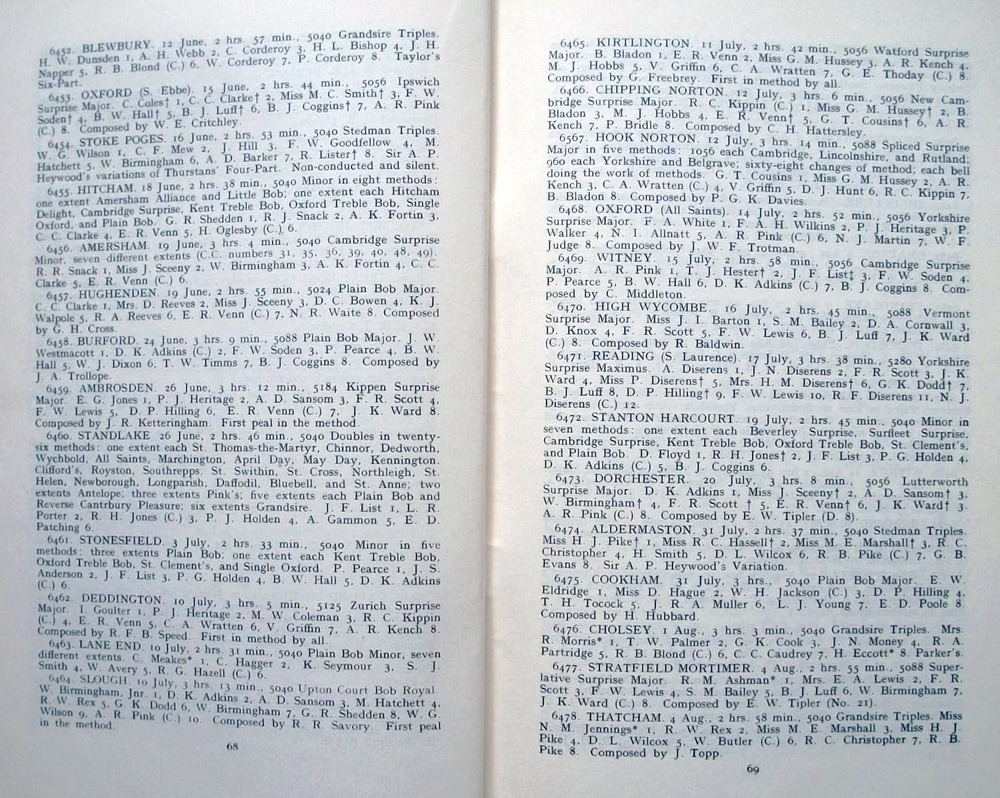 6452. BLEWBURY. 12 June, 2 hrs. 57 min., 5040 Grandsire Triples.
H. W. Dunsden 1, A. H. Webb 2, C. Corderoy 3, H. L. Bishop 4, J. H.
Napper 5, R. B. Blond (C.) 6, W. Corderoy 7, P. Corderoy 8. Taylor's
Six-Part.
6453. OXFORD (S. Ebbe). 15 June, 2 hrs. 44 min., 5056 Ipswich
Surprise Major. C. Coles† 1, C. C. Clarke† 2, Miss M. C. Smith† 3, F. W.
Soden† 4, B. W. Hall† 5, B. J. Luff† 6, B. J. Coggins† 7, A. R. Pink
(C.) 8. Composed by W. E. Critchley.
6454. STOKE POGES. 16 June, 2 hrs. 53 min., 5040 Stedman Triples.
W. G. Wilson 1, C. F. Mew 2, J. Hill 3, F. W. Goodfellow 4, M.
Hatchett 5, W. Birmingham 6, A. D. Barker 7, R. Lister† 8. Sir A. P.
Heywood's variations of Thurstans' Four-Part. Non-conducted and silent.
6455. HITCHAM. 18 June, 2 hrs. 38 min., 5040 Minor in eight methods:
one extent Amersham Alliance and Little Bob; one extent each Hitcham
Delight, Cambridge Surprise, Kent Treble Bob, Oxford Treble Bob, Single
Oxford, and Plain Bob. G. R. Shedden 1, R. J. Snack 2, A. K. Fortin 3,
C. C. Clarke 4, E. R. Venn 5, H. Oglesby (C.) 6.
6456. AMERSHAM. 19 June, 3 hrs. 4 min., 5040 Cambridge Surprise
Minor, seven different extents (C.C. numbers 31, 35, 36, 39, 40, 48, 49).
R. R. Snack 1, Miss J. Sceeny 2, W. Birmingham 3, A. K. Fortin 4, C. C.
Clarke 5, E. R. Venn (C.) 6.
6457. HUGHENDEN. 19 June, 2 hrs. 55 min., 5024 Plain Bob Major.
C. C. Clarke 1, Mrs. D. Reeves 2, Miss J. Sceeny 3, D. C. Bowen 4, K. J.
Walpole 5, R. A. Reeves 6, E. R. Venn (C.) 7, N. R. Waite 8. Composed
by G. H. Cross.
6458. BURFORD. 24 June, 3 hrs. 9 min., 5088 Plain Bob Major. J. W.
Westmacott 1, D. K. Adkins (C.) 2, F. W. Soden 3, P. Pearce 4, B. W.
Hall 5, W. J. Dixon 6, T. W. Timms 7, B. J. Coggins 8. Composed by
J. A. Trollope.
6459. AMBROSDEN. 26 June, 3 hrs. 12 min., 5184 Kippen Surprise
Major. E. G. Jones 1, P. J. Heritage 2, A. D. Sansom 3, F. R. Scott 4,
F. W. Lewis 5, D. P. Hilling 6, E. R. Venn (C.) 7, J. K. Ward 8.
Composed by J. R. Ketteringham. First peal in the method.
6460. STANDLAKE 26 June, 2 hrs. 46 min., 5040 Doubles in twenty-
six methods: one extent each St. Thomas-the-Martyr, Chinnor, Dedworth,
Wychbold, All Saints, Marchington, April Day, May Day, Kennington,
Clifford's, Royston, Southrepps, St. Swithin, St. Cross, Northleigh, St.
Helen, Newborough, Longparish, Daffodil, Bluebell, and St. Anne; two
extents Antelope; three extents Pink's; five extents each Plain Bob and
Reverse Cantrbury Pleasure; six extents Grandsire. J. F. List 1, L. R.
Porter 2, R. H. Jones (C.) 3, P. J. Holden 4, A. Gammon 5, E. D.
Patching 6.
6461. STONESFIELD. 3 July, 2 hrs. 33 min., 5040 Minor in five
methods: three extents Plain Bob; one extent each Kent Treble Bob,
Oxford Treble Bob, St. Clement's, and Single Oxford. P. Pearce 1, J. S.
Anderson 2, J. F. List 3, P. G. Holden 4, B. W. Hall 5, D. K. Adkins
(C.) 6.
6462. DEDDINGTON. 10 July, 3 hrs. 5 min., 5125 Zurich Surprise
Major. I. Goulter 1, P. J. Heritage 2, M. W. Coleman 3, R. C. Kippin
(C.) 4, E. R. Venn 5, C. A. Wratten 6, V. Griffin 7, A. R. Kench 8.
Composed by R. F. B. Speed. First in method by all.
6463. LANE END. 10 July, 2 hrs. 31 min., 5040 Plain Bob Minor, seven
different extents. C. Meakes* 1, C. Hagger 2, K. Seymour 3, S. J.
Smith 4, W. Avery 5, R. G. Hazell (C.) 6.
6464. SLOUGH. 10 July, 3 hrs. 13 min., 5040 Upton Court Bob Royal.
W. Birmingham, Jnr. 1, D. K. Adkins 2, A. D. Sansom 3, M. Hatchett 4,
R. W. Rex 5, G. K. Dodd 6, W. Birmingham 7, G. R. Shedden 8, W. G.
Wilson 9, A. R. Pink (C.) 10. Composed by R. R. Savory. First peal
in the method.
68
6465. KIRTLINGTON. 11 July, 2 hrs. 42 min., 5056 Watford Surprise
Major. B. Bladon 1, E. R. Venn 2, Miss G. M. Hussey 3, A. R. Kench 4,
M. J. Hobbs 5, V. Griffin 6, C. A. Wratten 7, G. E. Thoday (C.) 8.
Composed by G. Freebrey. First in method by all.
6466. CHIPPING NORTON. 12 July, 3 hrs. 6 min., 5056 New Cam-
bridge Surprise Major. R. C. Kippin (C.) 1, Miss G. M. Hussey† 2, B.
Bladon 3, M. J. Hobbs 4, E. R. Venn† 5, G. T. Cousins† 6, A. R.
Kench 7, P. Bridle 8. Composed by C. H. Hattersley.
6567. HOOK NORTON. 12 July, 3 hrs. 14 min., 5088 Spliced Surprise
Major in five methods: 1056 each Cambridge, Lincolnshire, and Rutland;
960 each Yorkshire and Belgrave; sixty-eight changes of method; each bell
doing the work of methods. G. T. Cousins 1, Miss G. M. Hussey 2, A. R.
Kench 3, C. A. Wratten (C.) 4, V. Griffin 5, D. J. Hunt 6, R. C. Kippin 7,
B. Bladon 8. Composed by P. G. K. Davies.
6468. OXFORD (All Saints). 14 July, 2 hrs. 52 min., 5056 Yorkshire
Surprise Major. F. A. White 1, F. A. H. Wilkins 2, P. J. Heritage 3, P.
Walker 4, N. I. Allnatt 5, A. R. Pink (C.) 6, N. J. Martin 7, W. F.
Judge 8. Composed by J. W. F. Trotman.
6469. WITNEY. 15 July, 2 hrs. 58 min., 5056 Cambridge Surprise
Major. A. R. Pink 1, T. J. Hester† 2, J. F. List‡ 3, F. W. Soden 4,
P. Pearce 5, B. W. Hall 6, D. K. Adkins (C.) 7, B. J. Coggins 8. Com-
posed by C. Middleton.
6470. HIGH WYCOMBE. 16 July, 2 hrs. 45 min., 5088 Vermont
Surprise Major. Miss J. I. Barton 1, S. M. Bailey 2, D. A. Cornwall 3,
D. Knox 4, F. R. Scott 5, F. W. Lewis 6, B. J. Luff 7, J. K. Ward
(C.) 8. Composed by R. Baldwin.
6471. READING (S. Laurence). 17 July, 3 hrs. 38 min., 5280 Yorkshire
Surprise Maximus. A. Diserens 1, J. N. Diserens 2, F. R. Scott 3, J. K.
Ward 4, Miss P. Diserens† 5, Mrs. H. M. Diserens† 6, G. K. Dodd† 7,
B. J. Luff 8, D. P. Hilling† 9, F. W. Lewis 10, R. F. Diserens 11, N. J.
Diserens (C.) 12.
6472. STANTON HARCOURT. 19 July, 2 hrs. 45 min., 5040 Minor in
seven methods: one extent each Beverley Surprise, Surfleet Surprise,
Cambridge Surprise, Kent Treble Bob, Oxford Treble Bob, St. Clement's,
and Plain Bob. D. Floyd 1, R. H. Jones† 2, J. F. List 3, P. G. Holden 4,
D. K. Adkins (C.) 5, B. J. Coggins 6.
6473. DORCHESTER. 20 July, 3 hrs. 8 min., 5056 Lutterworth
Surprise Major. D. K. Adkins 1, Miss J. Sceeny† 2, A. D. Sansom† 3,
W. Birmingham† 4, F. R. Scott † 5, E. R. Venn† 6, J. K. Ward† 7,
A. R. Pink (C.) 8. Composed by E. W. Tipler (D. 8).
6474. ALDERMASTON. 31 July, 2 hrs. 37 min., 5040 Stedman Triples.
Miss H. J. Pike† 1, Miss R. C. Hassell† 2, Miss M. E. Marshall† 3, R. C.
Christopher 4, H. Smith 5, D. L. Wilcox 6, R. B. Pike (C.) 7, G. B.
Evans 8. Sir A. P. Heywood's Variation.
6475. COOKHAM. 31 July, 3 hrs., 5040 Plain Bob Major. E. W.
Eldridge 1, Miss D. Hague 2, W. H. Jackson (C.) 3, D. P. Hilling 4,
T. H. Tocock 5, J. R. A. Muller 6, L. J. Young 7, E. D. Poole 8.
Composed by H. Hubbard.
6476. CHOLSEY. 1 Aug., 3 hrs. 3 min., 5040 Grandsire Triples. Mrs.
R. Morris* 1, T. W. Palmer 2, G. K. Cook 3, J. N. Money 4, R. A.
Partridge 5, R. B. Blond (C.) 6, C. C. Caudrey 7, H. Eccott* 8. Parker's.
6477. STRATFIELD MORTIMER. 4 Aug., 2 hrs. 55 min., 5088 Super-
lative Surprise Major. R. M. Ashman* 1, Mrs. E. A. Lewis 2, F. R.
Scott 3, F. W. Lewis 4, S. M. Bailey 5, B. J. Luff 6, W. Birmingham 7,
J. K. Ward (C.) 8. Composed by E. W. Tipler (No. 21).
6478. THATCHAM. 4 Aug., 2 hrs. 58 min., 5040 Grandsire Triples. Miss
N. M. Jennings* 1, R. W. Rex 2, Miss M. E. Marshall 3, Miss H. J.
Pike 4, D. L. Wilcox 5, W. Butler (C.) 6, R. C. Christopher 7, R. B.
Pike 8. Composed by J. Topp.
69